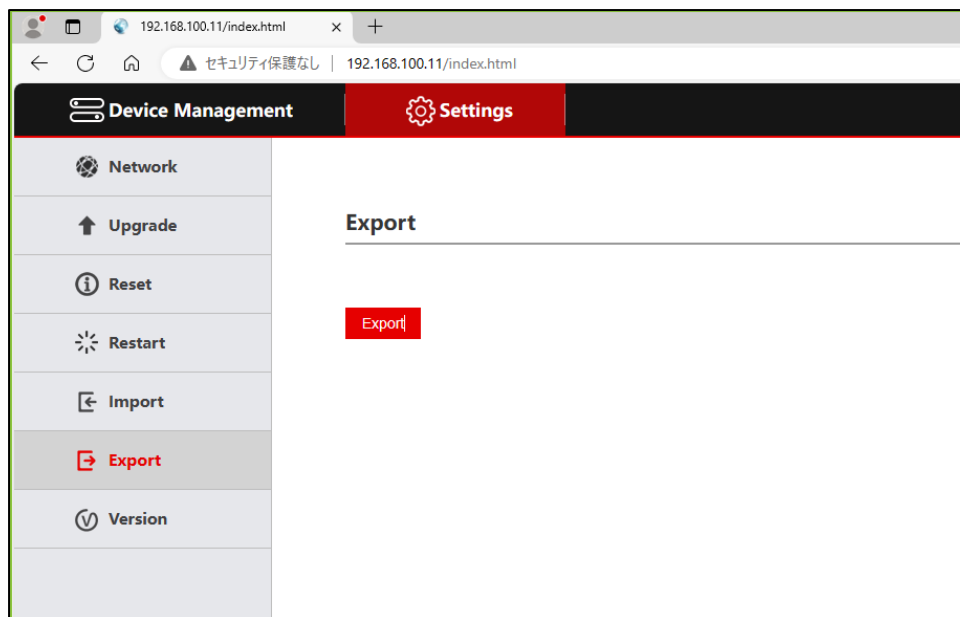 192.168.100.11/index.html
セキュリティ保護なし | 192.168.100.11/index.html
Device Management
Settings
Network
Upgrade
Reset
Restart
Import
Export
Version
Export
Export